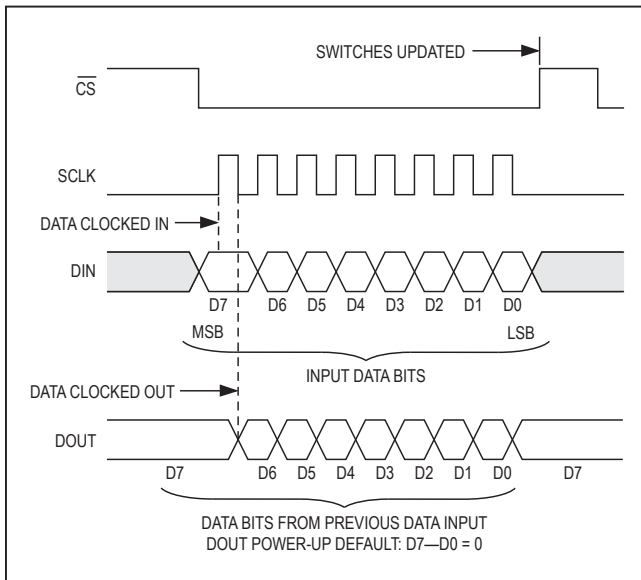 SWITCHES UPDATED
CS
SCLK
DATA CLOCKED IN
DIN
D7 D6 D5 D4 D3 D2 D1 D0
MSB LSB
INPUT DATA BITS
DATA CLOCKED OUT
DOUT
D7 D6 D5 D4 D3 D2 D1 D0 D7
DATA BITS FROM PREVIOUS DATA INPUT
DOUT POWER-UP DEFAULT: D7—D0 = 0